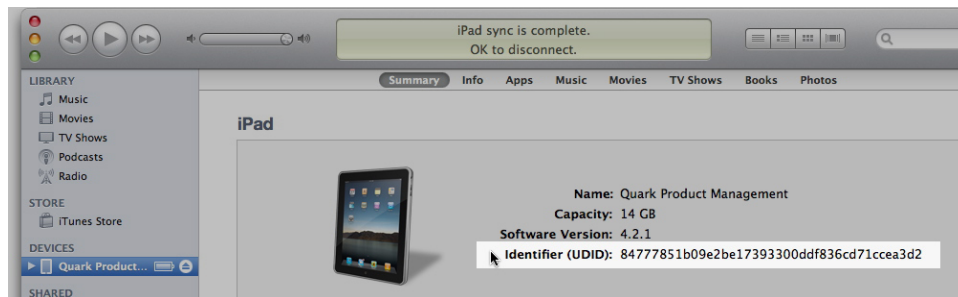 iPad sync is complete.
OK to disconnect.
LIBRARY
Music
Movies
TV Shows
Podcasts
Radio
STORE
iTunes Store
DEVICES
Quark Product...
SHARED
Summary Info Apps Music Movies TV Shows Books Photos
iPad
Name: Quark Product Management
Capacity: 14 GB
Software Version: 4.2.1
Identifier (UDID): 84777851b09e2be17393300ddf836cd71ccea3d2